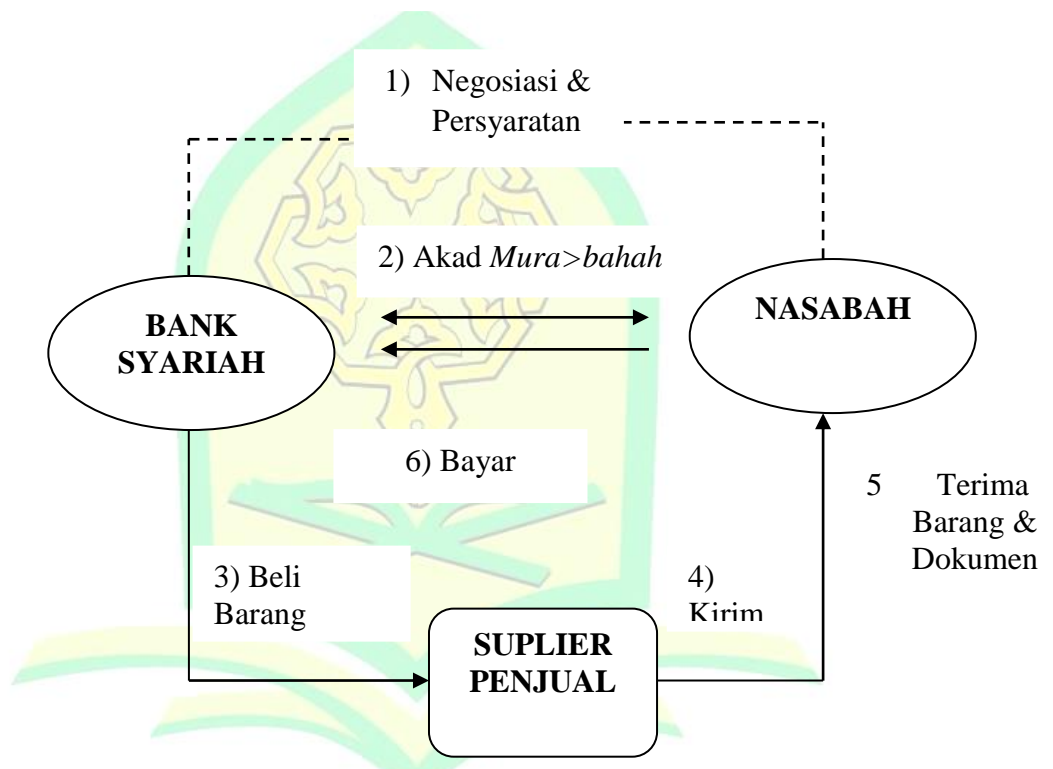 1) Negosiasi &
Persyaratan
2) Akad Mura>bahah
BANK
SYARIAH
NASABAH
6) Bayar
5 Terima
Barang &
Dokumen
3) Beli
Barang
4)
Kirim
SUPLIER
PENJUAL